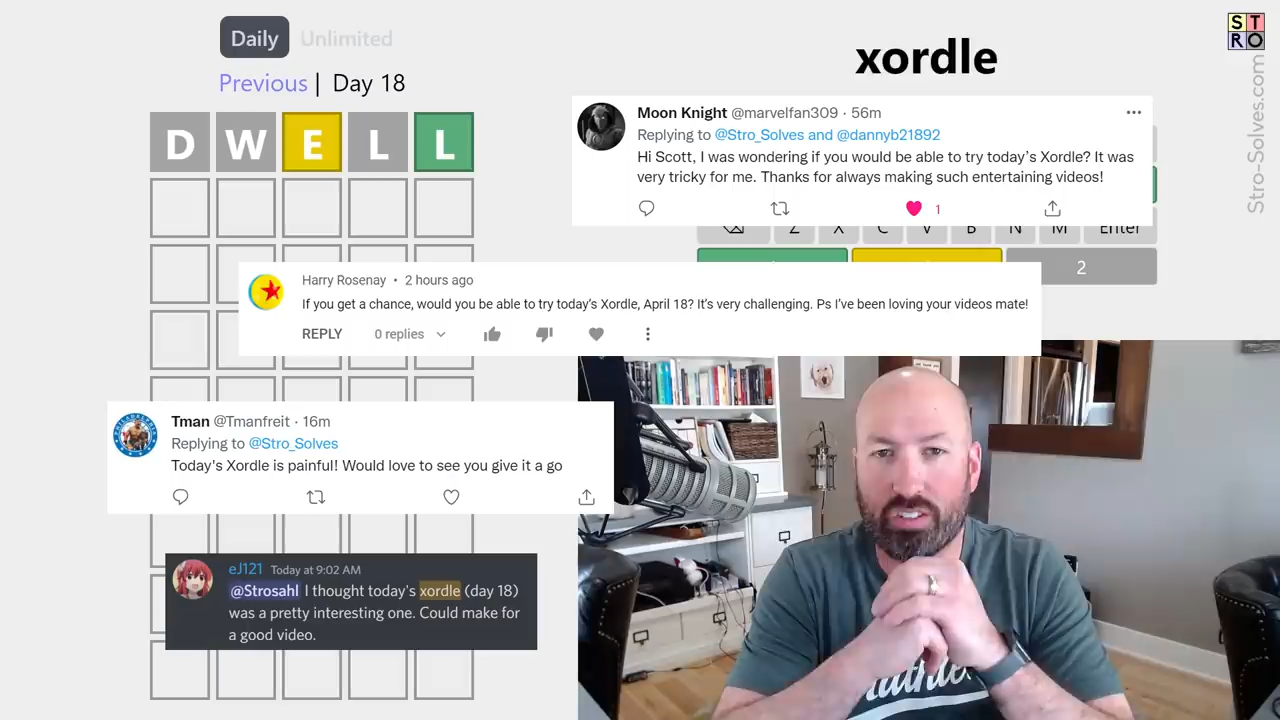 Daily Unlimited
Previous | Day 18
xordle
S T
R O
Stro-Solves.com
D W E L L
Moon Knight @marvelfan309 · 56m
Replying to @Stro_Solves and @dannyb21892
Hi Scott, I was wondering if you would be able to try today's Xordle? It was
very tricky for me. Thanks for always making such entertaining videos!
1
Z X C V B N M Enter
2
Harry Rosenay • 2 hours ago
If you get a chance, would you be able to try today's Xordle, April 18? It's very challenging. Ps I've been loving your videos mate!
REPLY 0 replies
Tman @Tmanfreit · 16m
Replying to @Stro_Solves
Today's Xordle is painful! Would love to see you give it a go
eJ121 Today at 9:02 AM
@Strosahl I thought today's xordle (day 18)
was a pretty interesting one. Could make for
a good video.